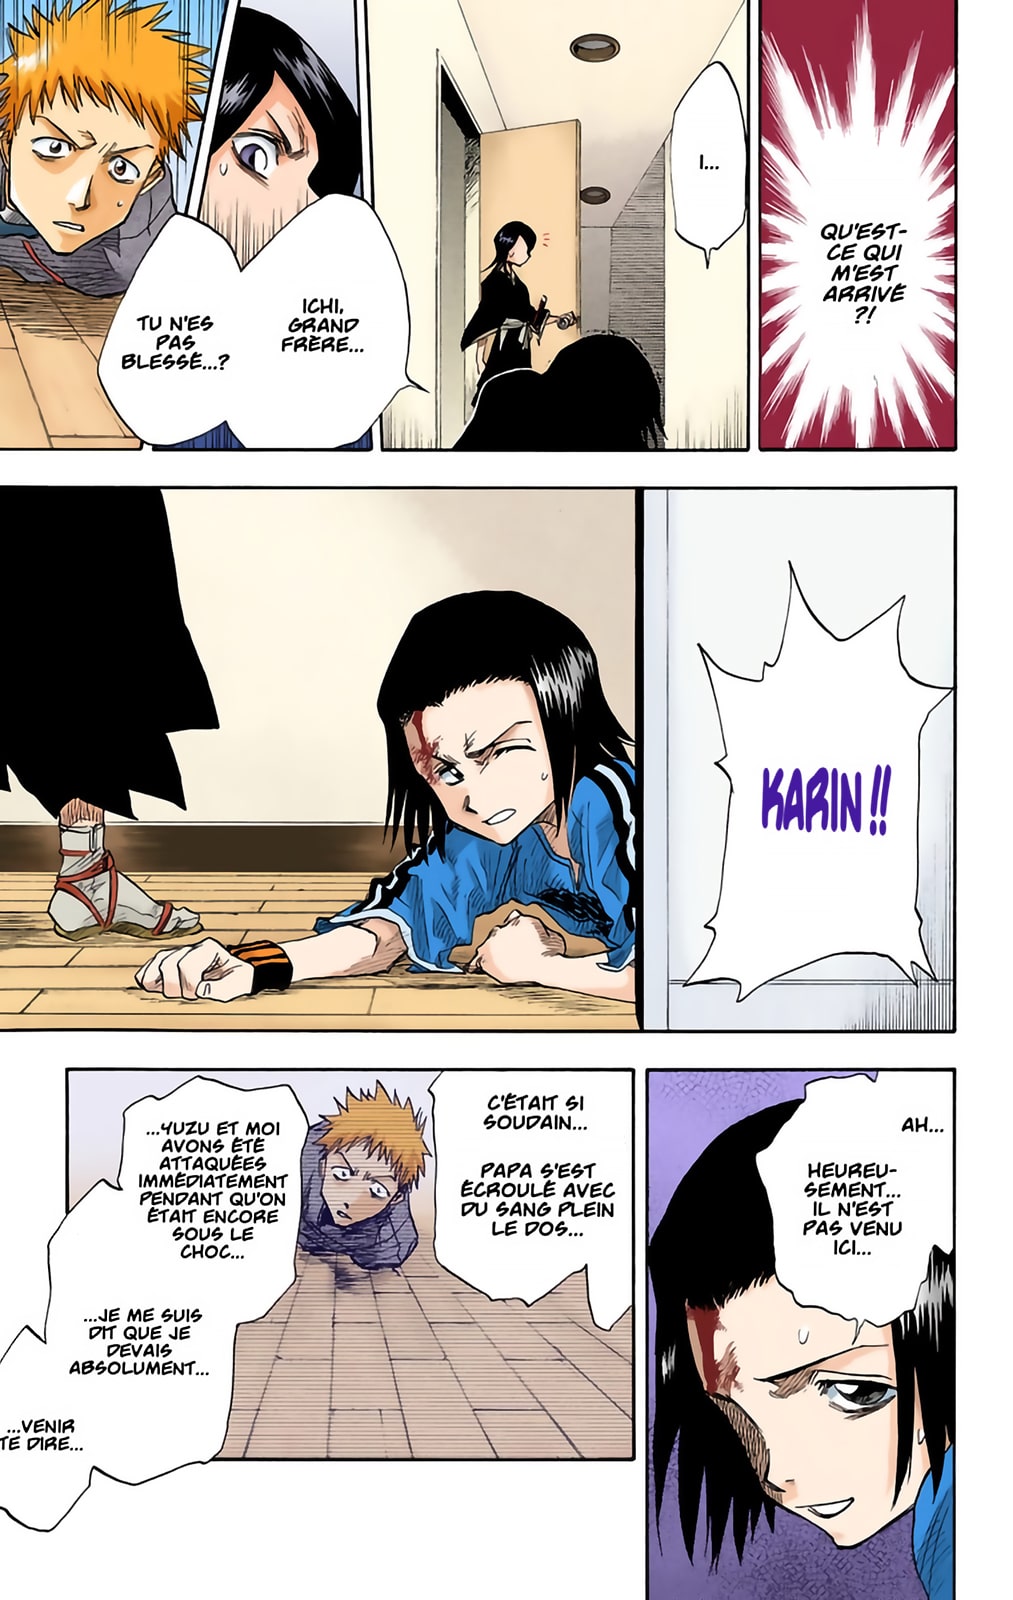 QU'EST-
CE QUI
M'EST
ARRIVÉ
?!
I...
ICHI,
GRAND
FRÈRE...
TU N'ES
PAS
BLESSÉ...?
KARIN!!
AH...
HEUREU-
SEMENT...
IL N'EST
PAS VENU
ICI...
C'ÉTAIT SI
SOUDAIN...
PAPA S'EST
ÉCROULÉ AVEC
DU SANG PLEIN
LE DOS...
...YUZU ET MOI
AVONS ÉTÉ
ATTAQUÉES
IMMÉDIATEMENT
PENDANT QU'ON
ÉTAIT ENCORE
SOUS LE
CHOC...
...JE ME SUIS
DIT QUE JE
DEVAIS
ABSOLUMENT...
...VENIR
TE DIRE...